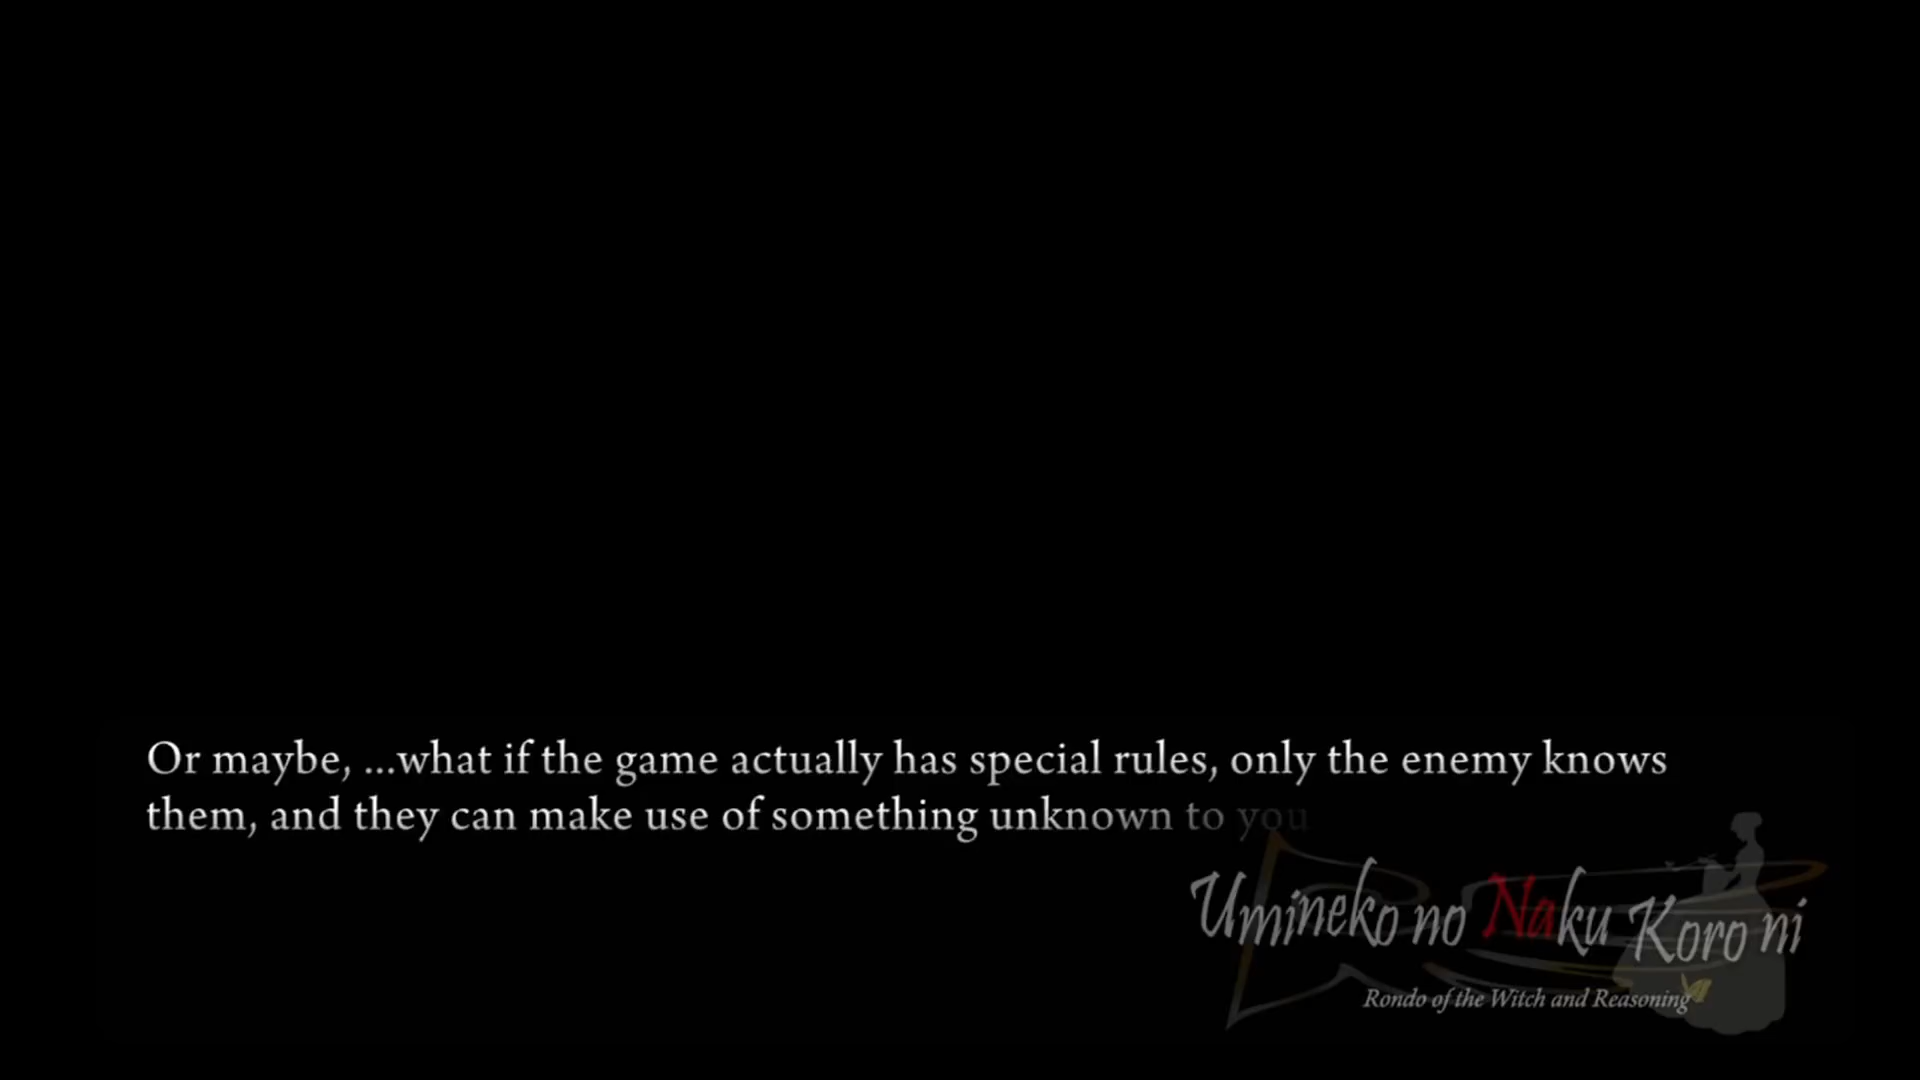 Or maybe, ...what if the game actually has special rules, only the enemy knows
them, and they can make use of something unknown to you
Umineko no Naku Koro ni
Rondo of the Witch and Reasoning